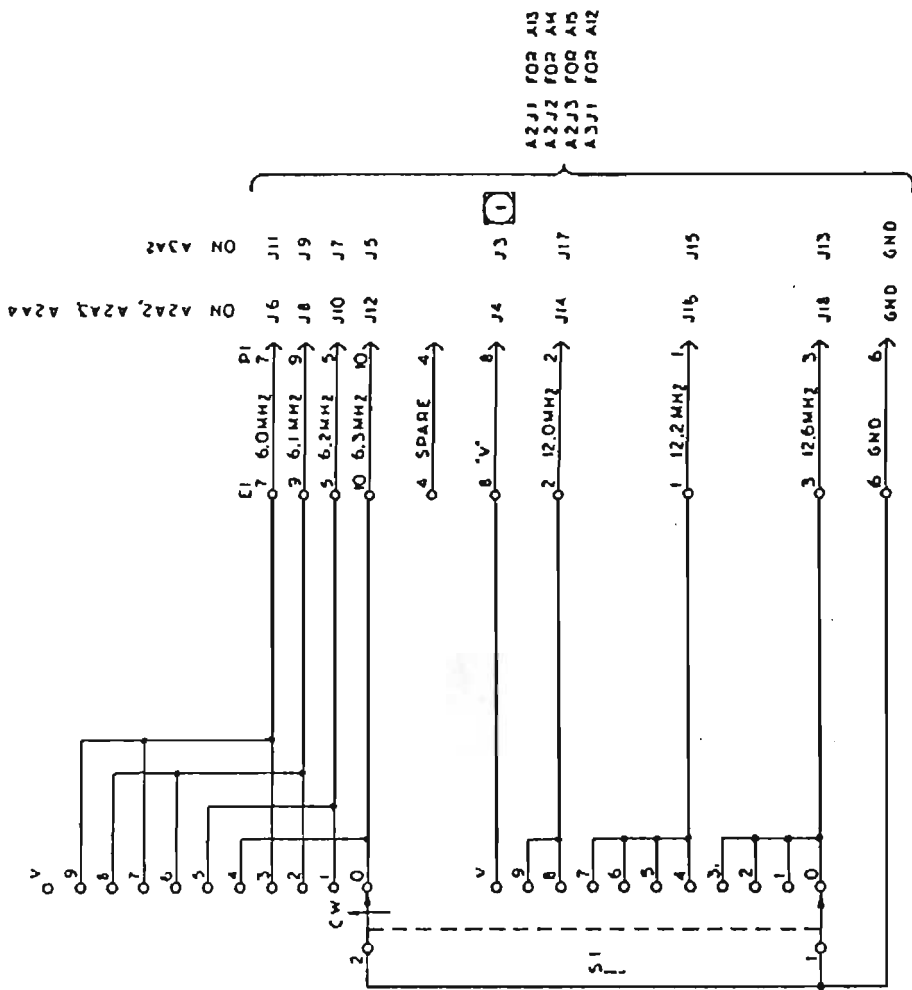 ON A2A2, A2A3, A2A4
ON A3A2
E1
P1
7 6.0MHZ 7 J6 J11
9 6.1MHZ 9 J8 J9
5 6.2MHZ 5 J10 J7
10 6.3MHZ 10 J12 J5
4 SPARE 4
8 "V" 8 J4 J3
1
2 12.0MHZ 2 J14 J17
1 12.2MHZ 1 J16 J15
3 12.6MHZ 3 J18 J13
6 GND 6 GND GND
A2J1 FOR A13
A2J2 FOR A14
A2J3 FOR A15
A3J1 FOR A12
V
9
8
7
6
5
4
3
2
1
0
CW
2
V
9
8
7
6
5
4
3
2
1
0
1
S1